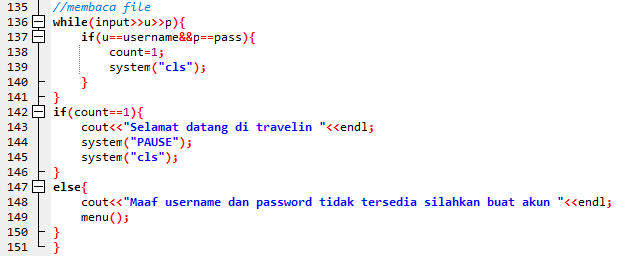 135 //membaca file
136 while(input>>u>>p){
137 if(u==username&&p==pass){
138 count=1;
139 system("cls");
140 }
141 }
142 if(count==1){
143 cout<<"Selamat datang di travelin "<<endl;
144 system("PAUSE");
145 system("cls");
146 }
147 else{
148 cout<<"Maaf username dan password tidak tersedia silahkan buat akun "<<endl;
149 menu();
150 }
151 }